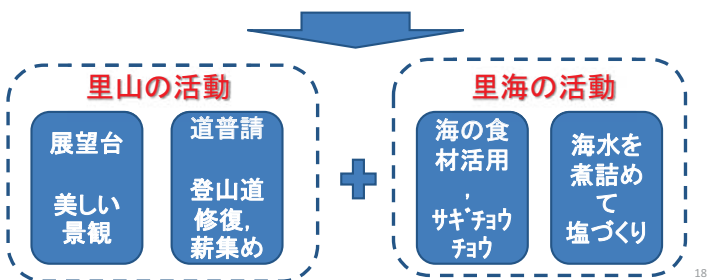 里山の活動
展望台
美しい
景観
道普請
登山道
修復,
薪集め
里海の活動
海の食
材活用
,
ｻｷﾞﾁｮｳ
ﾁｮｳ
海水を
煮詰め
て
塩づくり
18